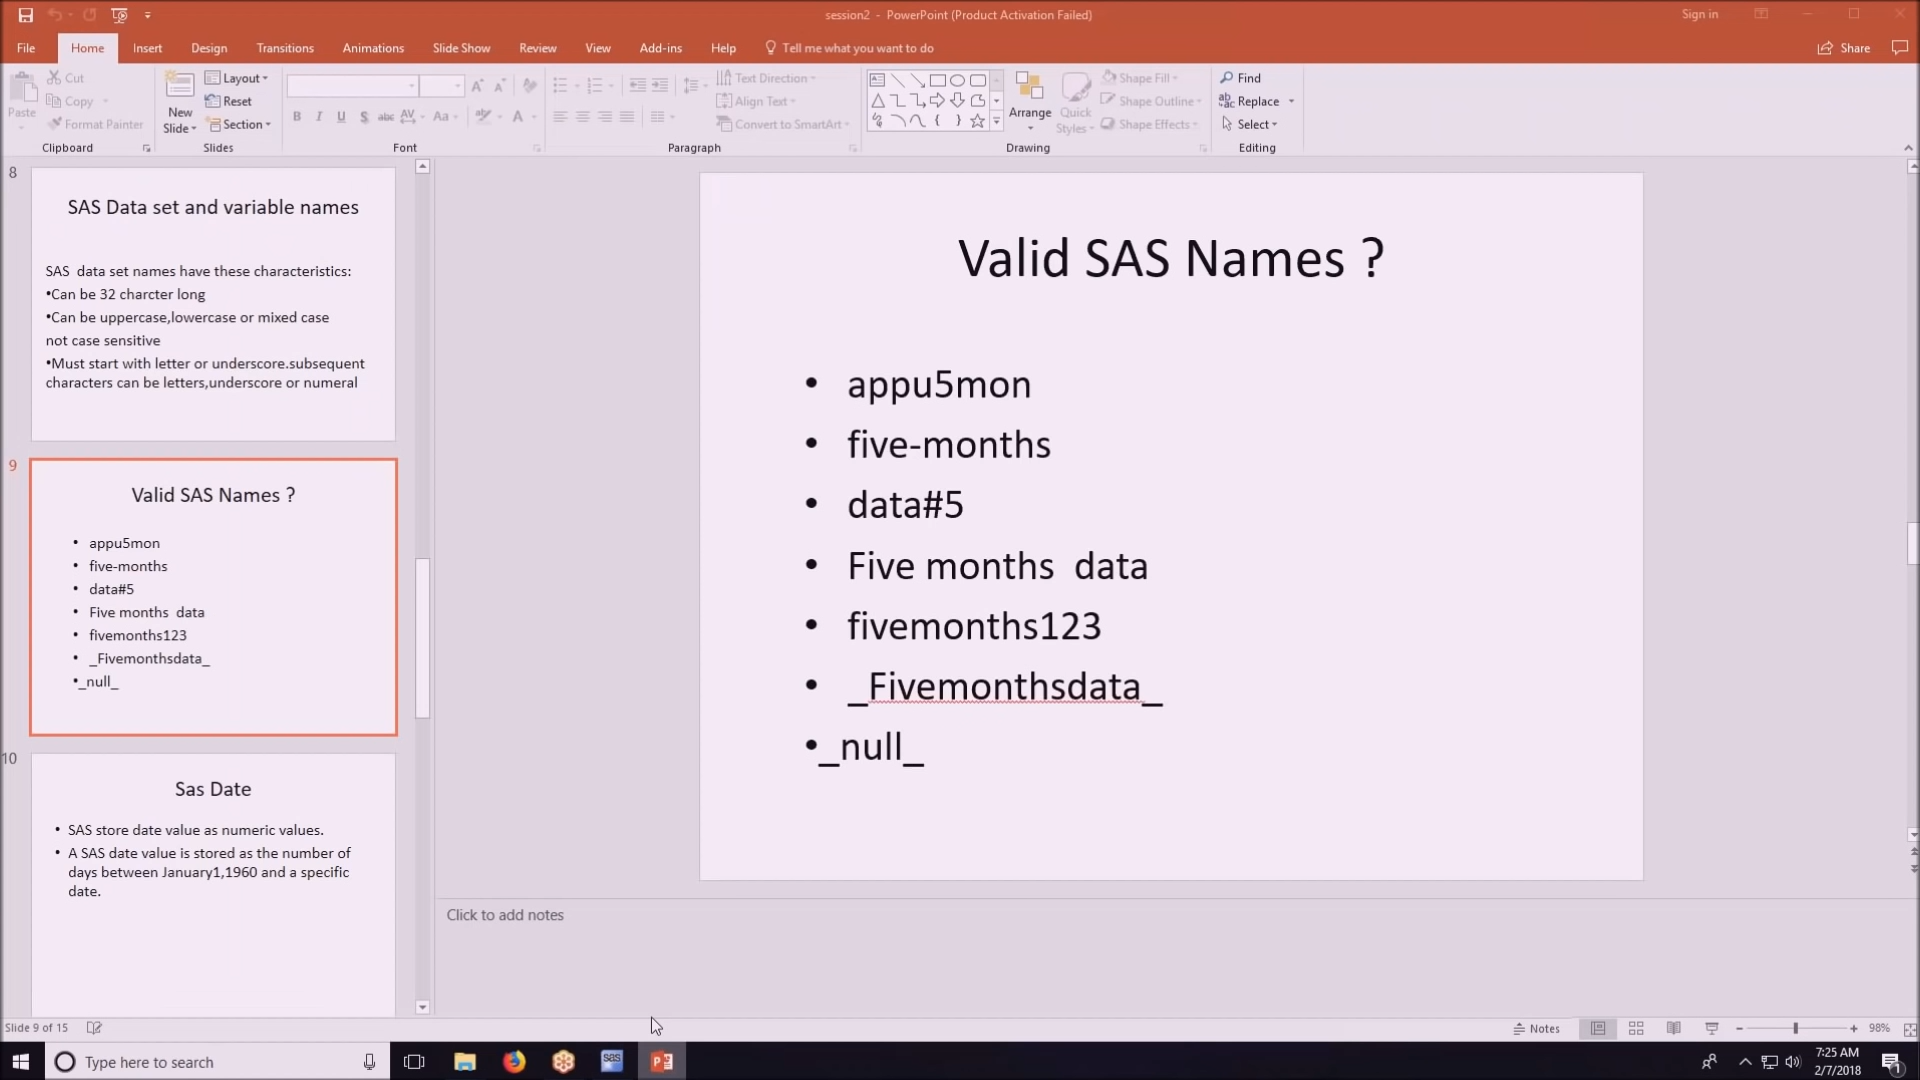 session2 - PowerPoint (Product Activation Failed)
Sign in
File Home Insert Design Transitions Animations Slide Show Review View Add-ins Help Tell me what you want to do
Share
Paste
Cut
Copy
Format Painter
Clipboard
New Slide
Layout
Reset
Section
Slides
B I U S abc AV Aa A
Font
Text Direction
Align Text
Convert to SmartArt
Paragraph
Arrange
Quick Styles
Shape Fill
Shape Outline
Shape Effects
Drawing
Find
Replace
Select
Editing
8
SAS Data set and variable names
SAS data set names have these characteristics:
•Can be 32 charcter long
•Can be uppercase,lowercase or mixed case
not case sensitive
•Must start with letter or underscore.subsequent
characters can be letters,underscore or numeral
9
Valid SAS Names ?
• appu5mon
• five-months
• data#5
• Five months data
• fivemonths123
• _Fivemonthsdata_
•_null_
10
Sas Date
• SAS store date value as numeric values.
• A SAS date value is stored as the number of
days between January1,1960 and a specific
date.
Valid SAS Names ?
• appu5mon
• five-months
• data#5
• Five months data
• fivemonths123
• _Fivemonthsdata_
•_null_
Click to add notes
Slide 9 of 15
Notes
98%
Type here to search
sas
P
7:25 AM
2/7/2018
1